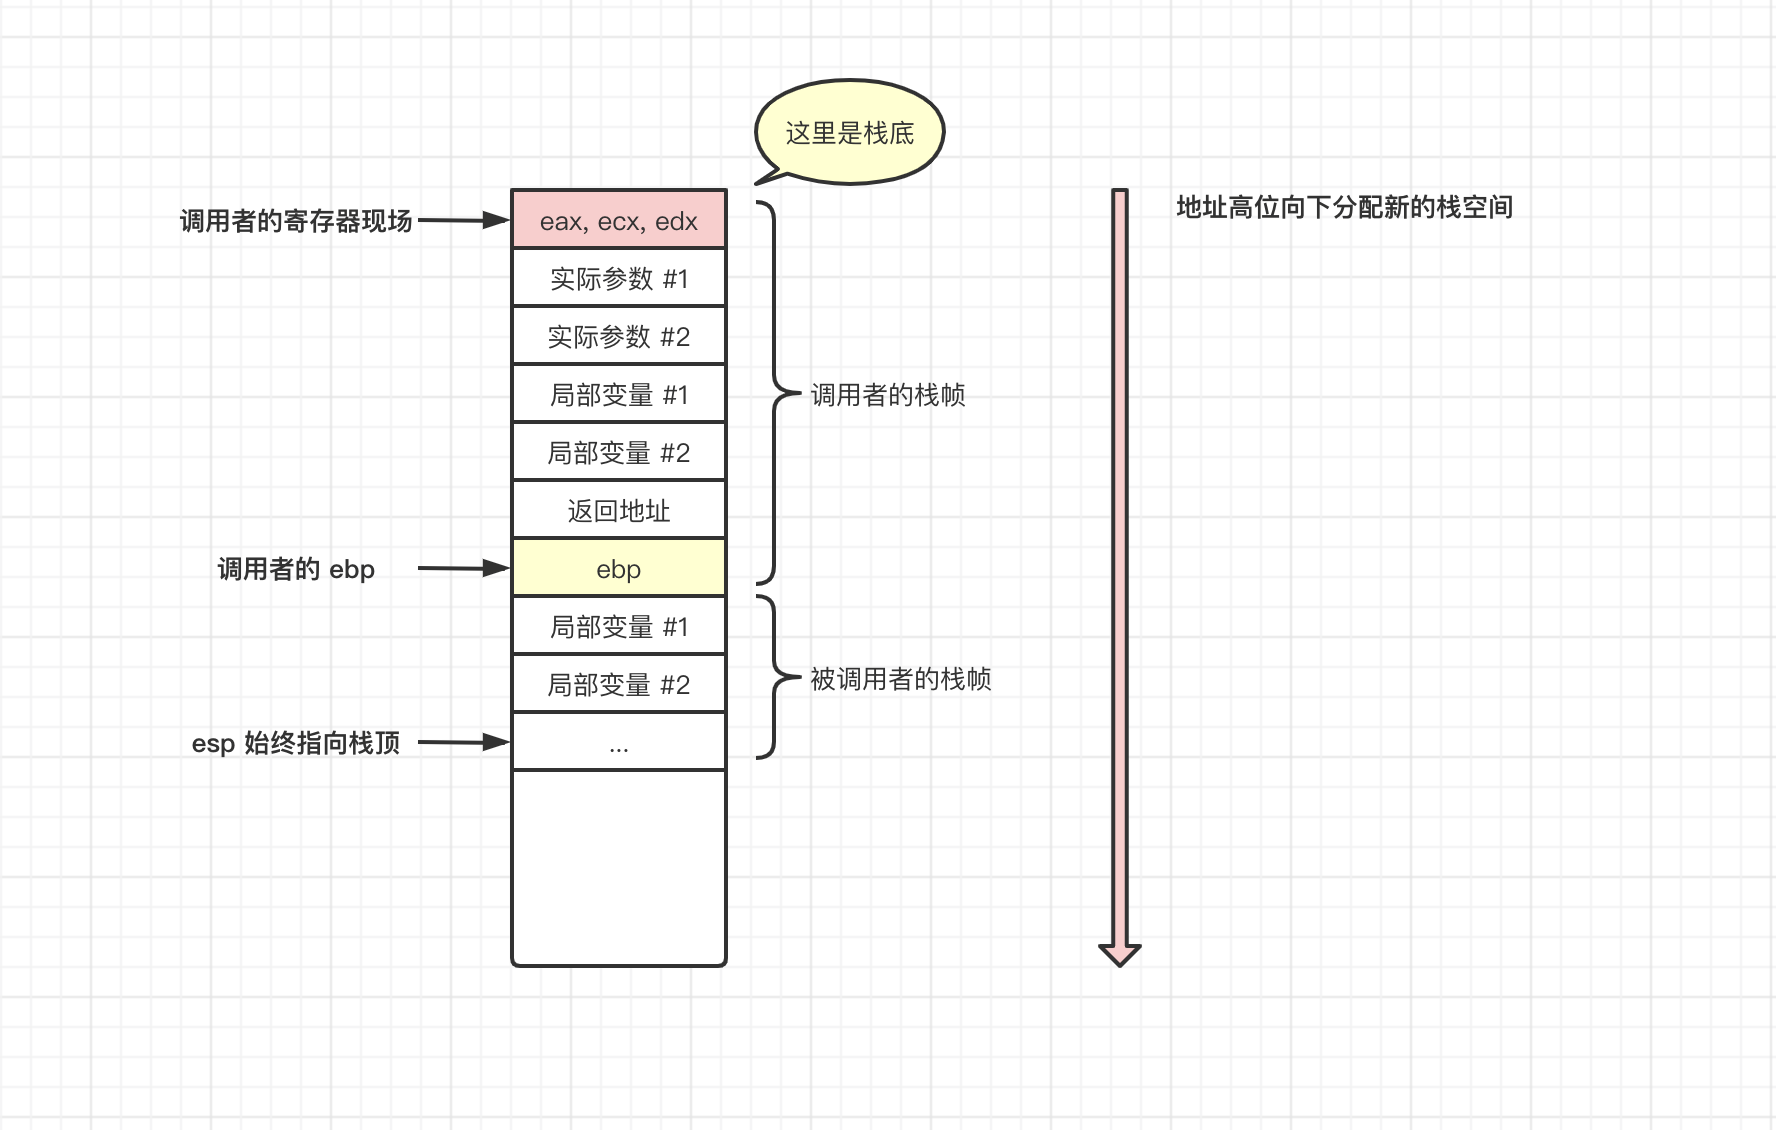 这里是栈底
地址高位向下分配新的栈空间
调用者的寄存器现场
eax, ecx, edx
实际参数 #1
实际参数 #2
局部变量 #1
调用者的栈帧
局部变量 #2
返回地址
调用者的 ebp
ebp
局部变量 #1
局部变量 #2
被调用者的栈帧
esp 始终指向栈顶
...